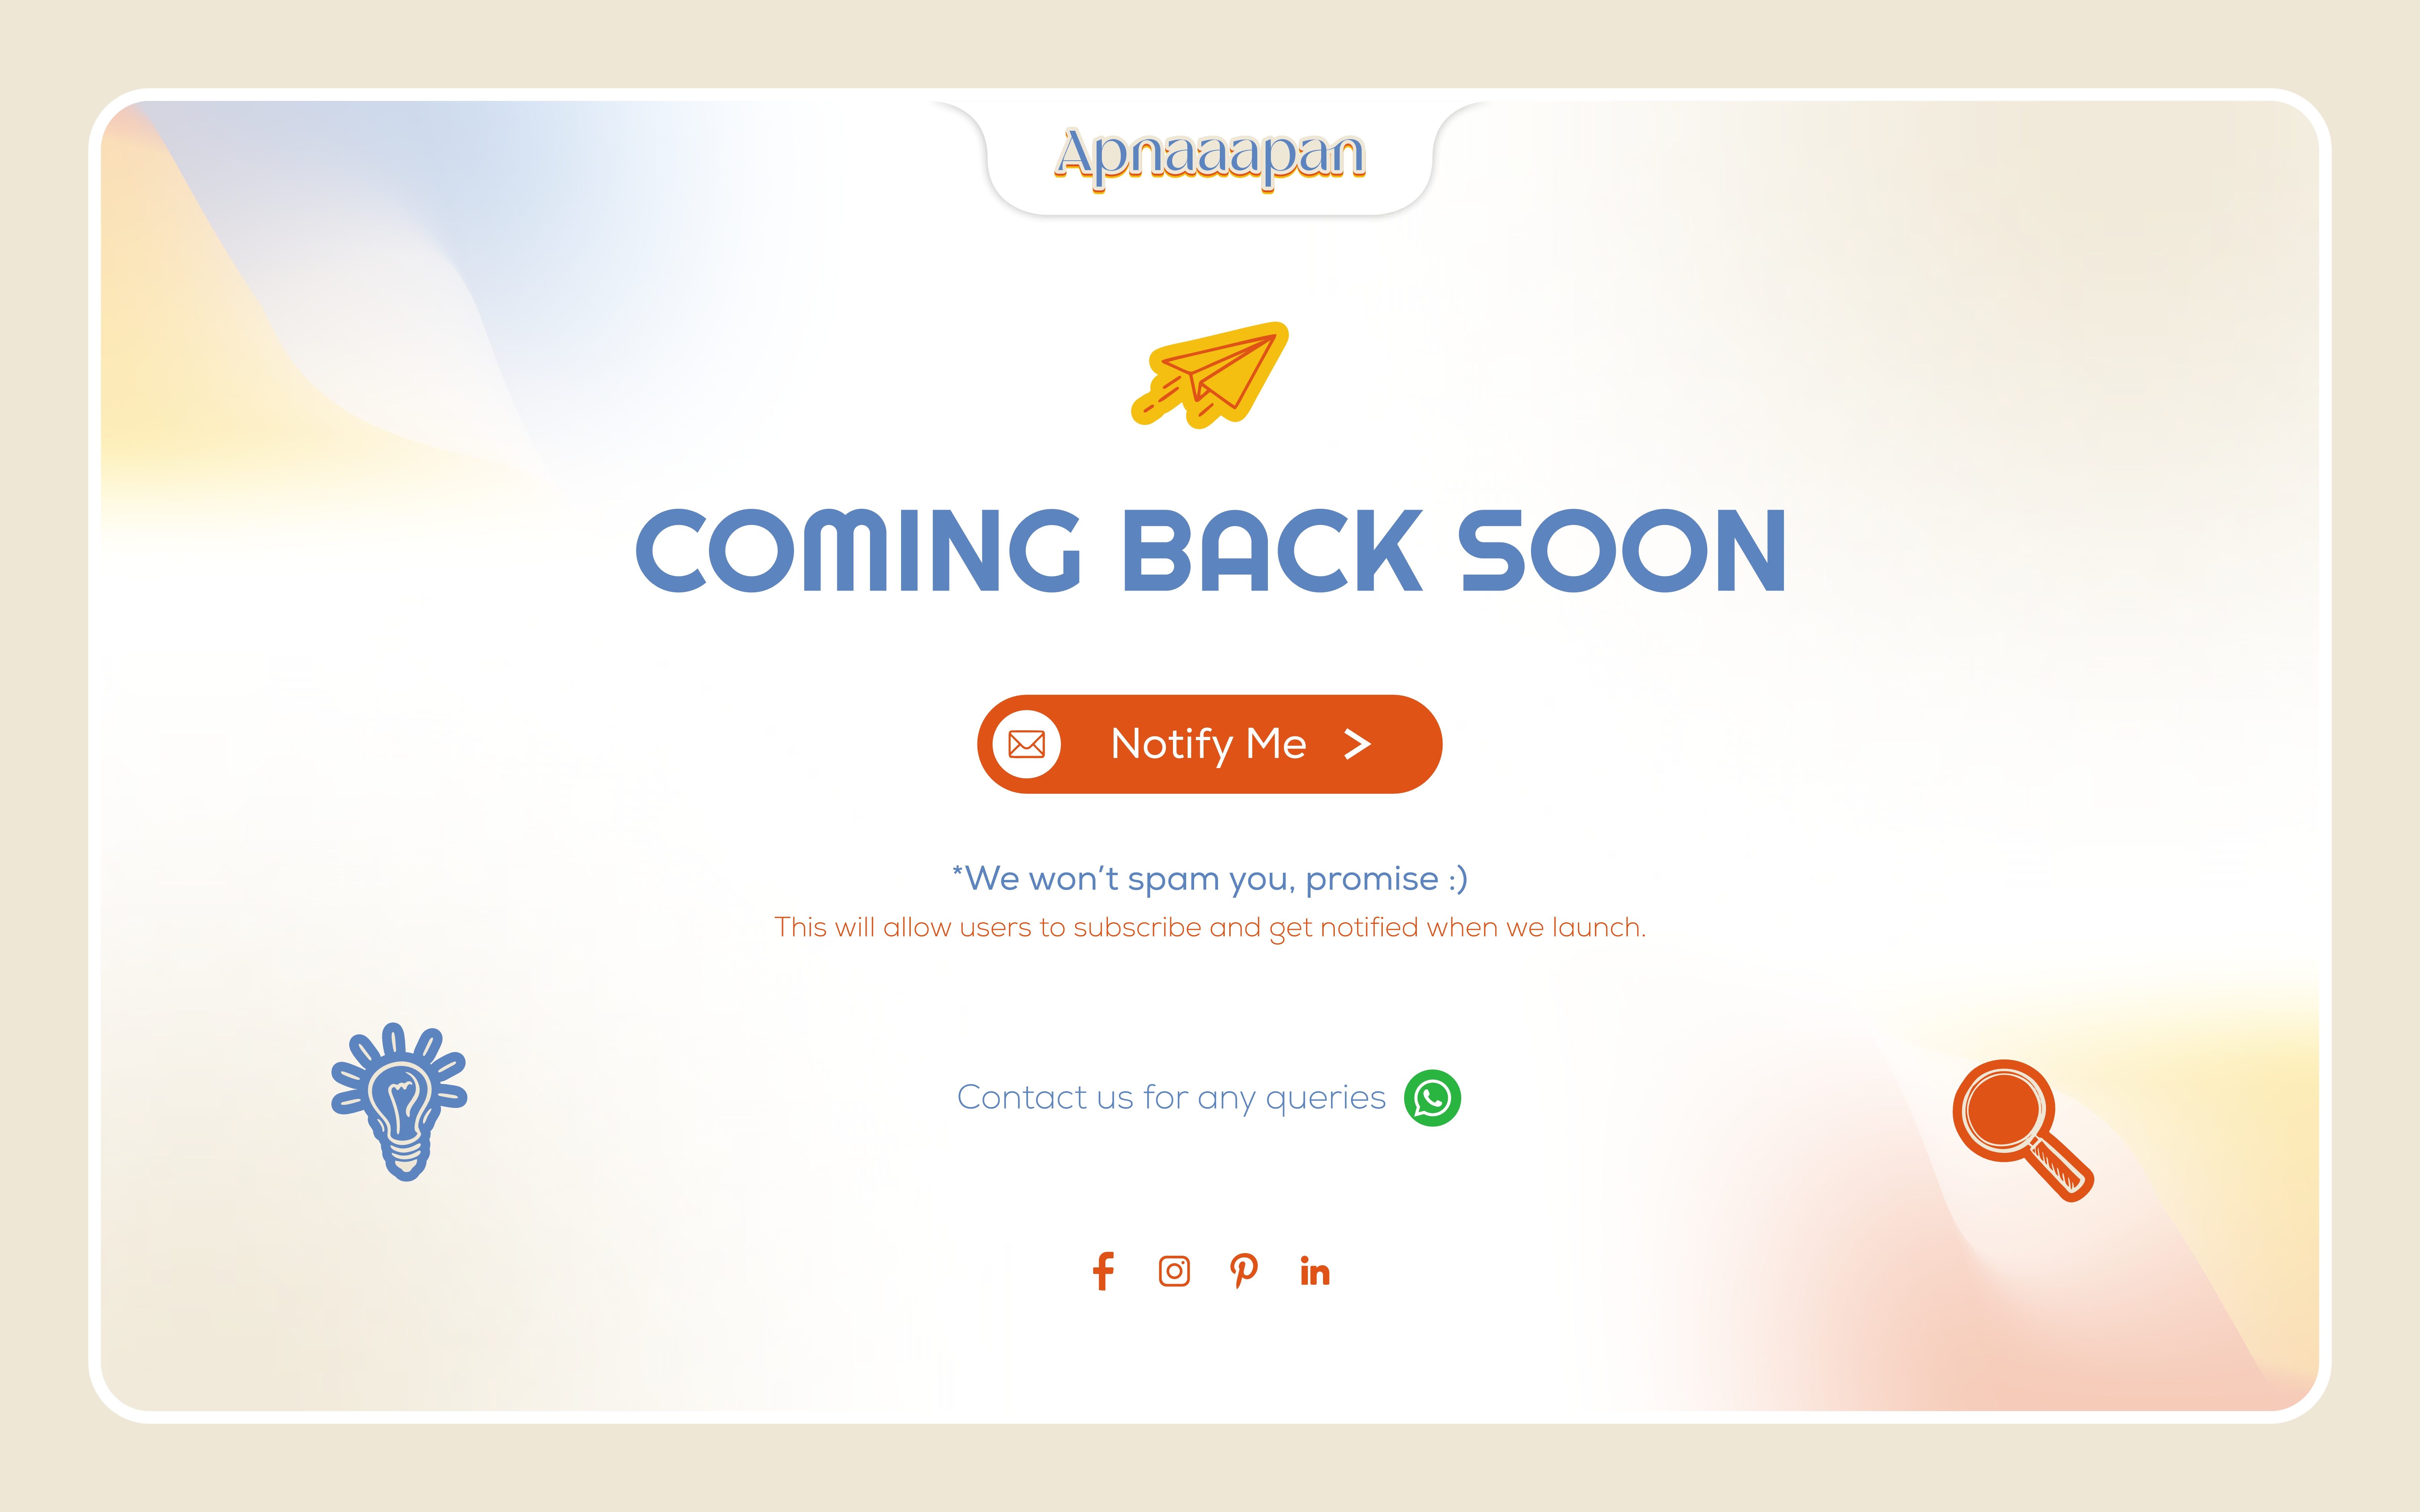 Apnaaapan
COMING BACK SOON
Notify Me >
*We won't spam you, promise :)
This will allow users to subscribe and get notified when we launch.
Contact us for any queries